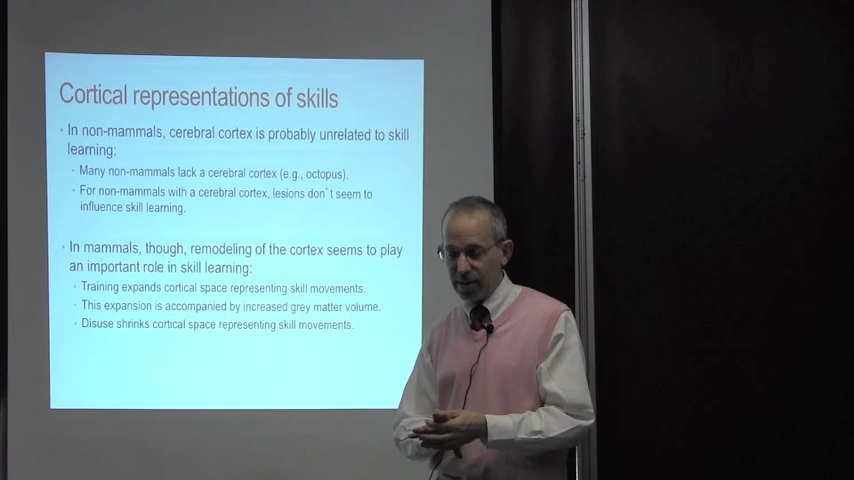 Cortical representations of skills
In non-mammals, cerebral cortex is probably unrelated to skill
learning:
Many non-mammals lack a cerebral cortex (e.g., octopus).
For non-mammals with a cerebral cortex, lesions don't seem to
influence skill learning.
In mammals, though, remodeling of the cortex seems to play
an important role in skill learning:
Training expands cortical space representing skill movements.
This expansion is accompanied by increased grey matter volume.
Disuse shrinks cortical space representing skill movements.